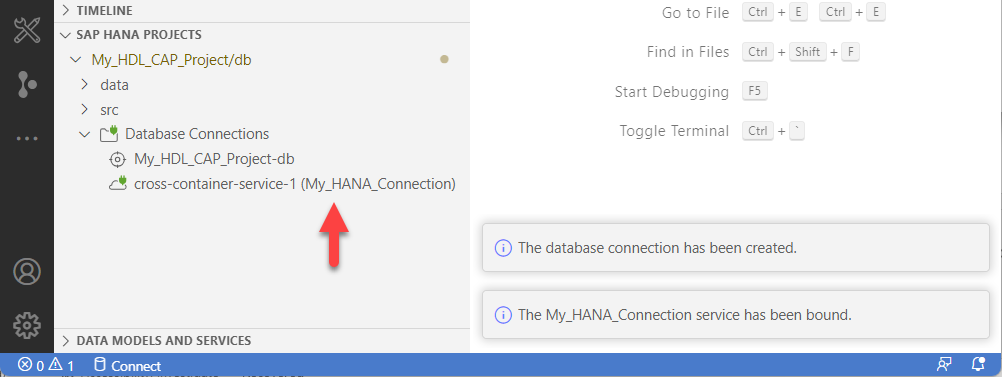 TIMELINE
SAP HANA PROJECTS
My_HDL_CAP_Project/db
data
src
Database Connections
My_HDL_CAP_Project-db
cross-container-service-1 (My_HANA_Connection)
DATA MODELS AND SERVICES
Go to File Ctrl + E Ctrl + E
Find in Files Ctrl + Shift + F
Start Debugging F5
Toggle Terminal Ctrl + `
The database connection has been created.
The My_HANA_Connection service has been bound.
0 1 Connect